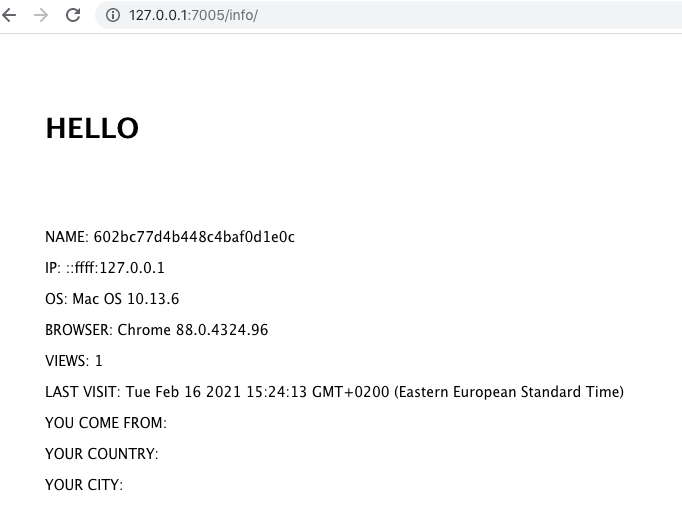 127.0.0.1:7005/info/
HELLO
NAME: 602bc77d4b448c4baf0d1e0c
IP: ::ffff:127.0.0.1
OS: Mac OS 10.13.6
BROWSER: Chrome 88.0.4324.96
VIEWS: 1
LAST VISIT: Tue Feb 16 2021 15:24:13 GMT+0200 (Eastern European Standard Time)
YOU COME FROM:
YOUR COUNTRY:
YOUR CITY: